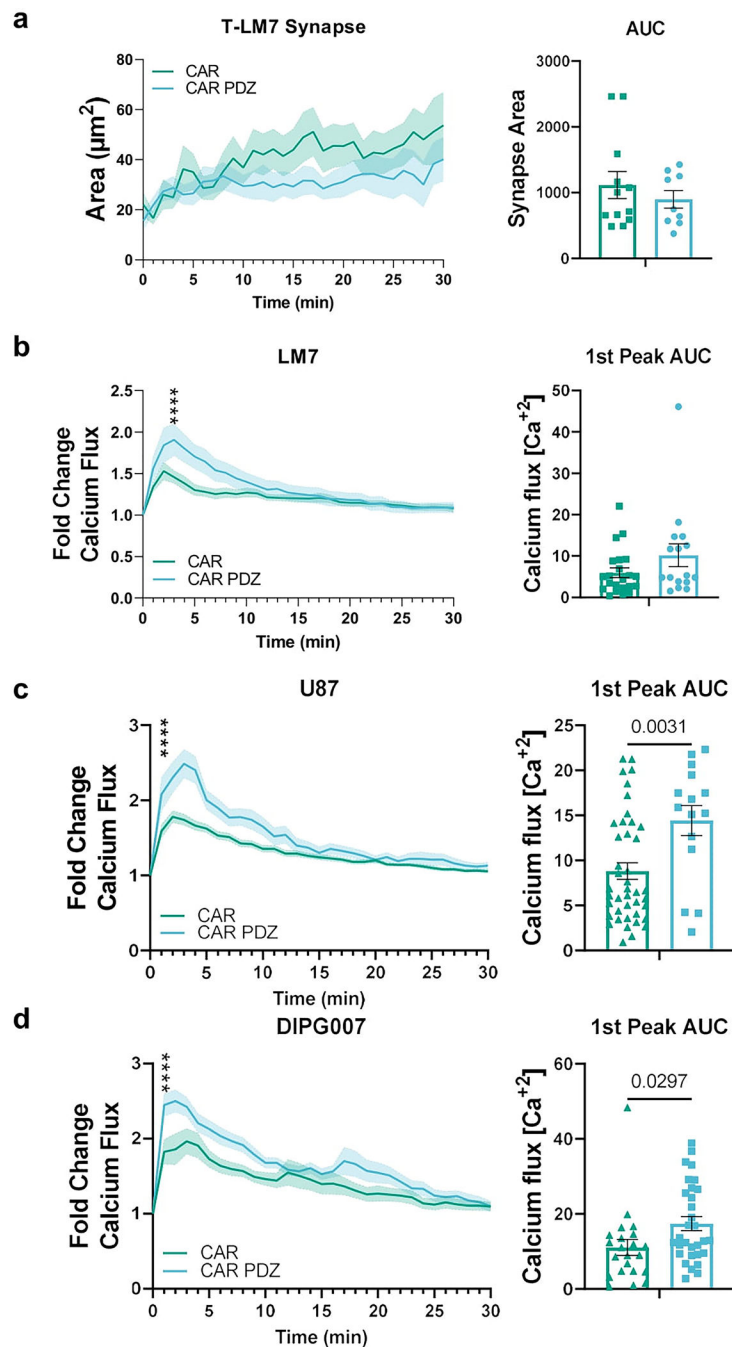 a
T-LM7 Synapse
CAR
CAR PDZ
Area (µm²)
80
60
40
20
0
0 5 10 15 20 25 30
Time (min)
AUC
Synapse Area
3000
2000
1000
0
b
LM7
Fold Change
Calcium Flux
2.5
2.0
1.5
1.0
0.5
0.0
****
CAR
CAR PDZ
0 5 10 15 20 25 30
Time (min)
1st Peak AUC
Calcium flux [Ca⁺²]
50
40
30
20
10
0
c
U87
Fold Change
Calcium Flux
3
2
1
0
****
CAR
CAR PDZ
0 5 10 15 20 25 30
Time (min)
1st Peak AUC
Calcium flux [Ca⁺²]
25
20
15
10
5
0
0.0031
d
DIPG007
Fold Change
Calcium Flux
3
2
1
0
****
CAR
CAR PDZ
0 5 10 15 20 25 30
Time (min)
1st Peak AUC
Calcium flux [Ca⁺²]
60
40
20
0
0.0297